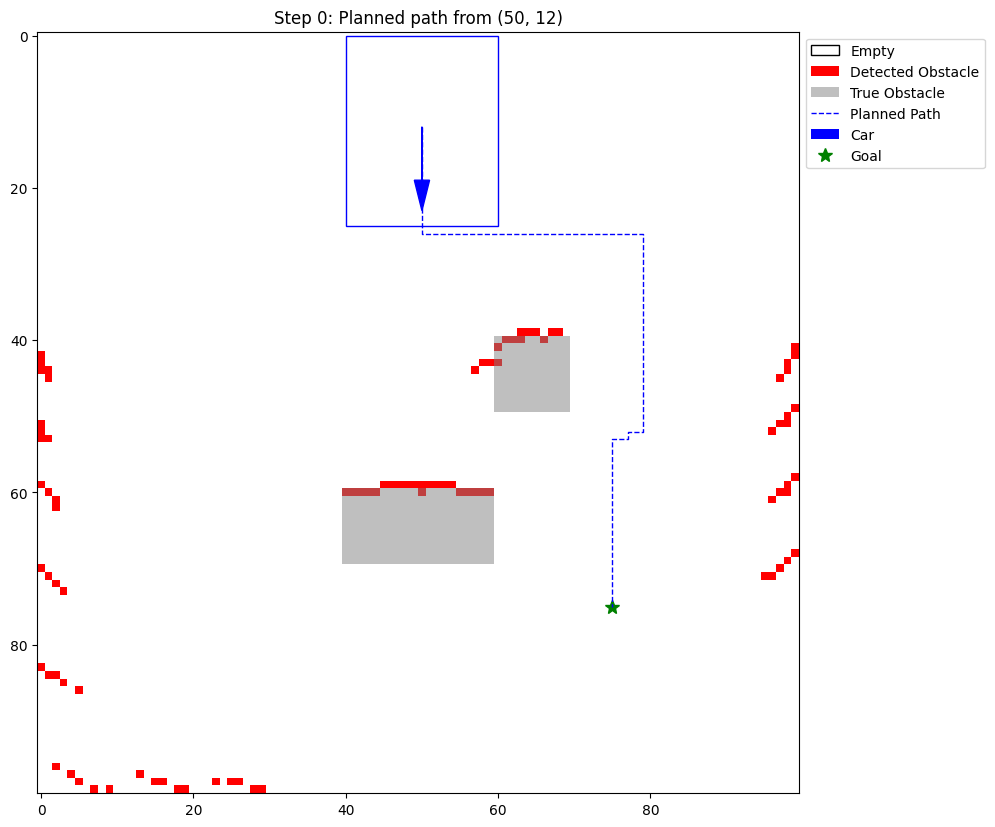 Step 0: Planned path from (50, 12)
Empty
Detected Obstacle
True Obstacle
Planned Path
Car
Goal
0
20
40
60
80
0
20
40
60
80